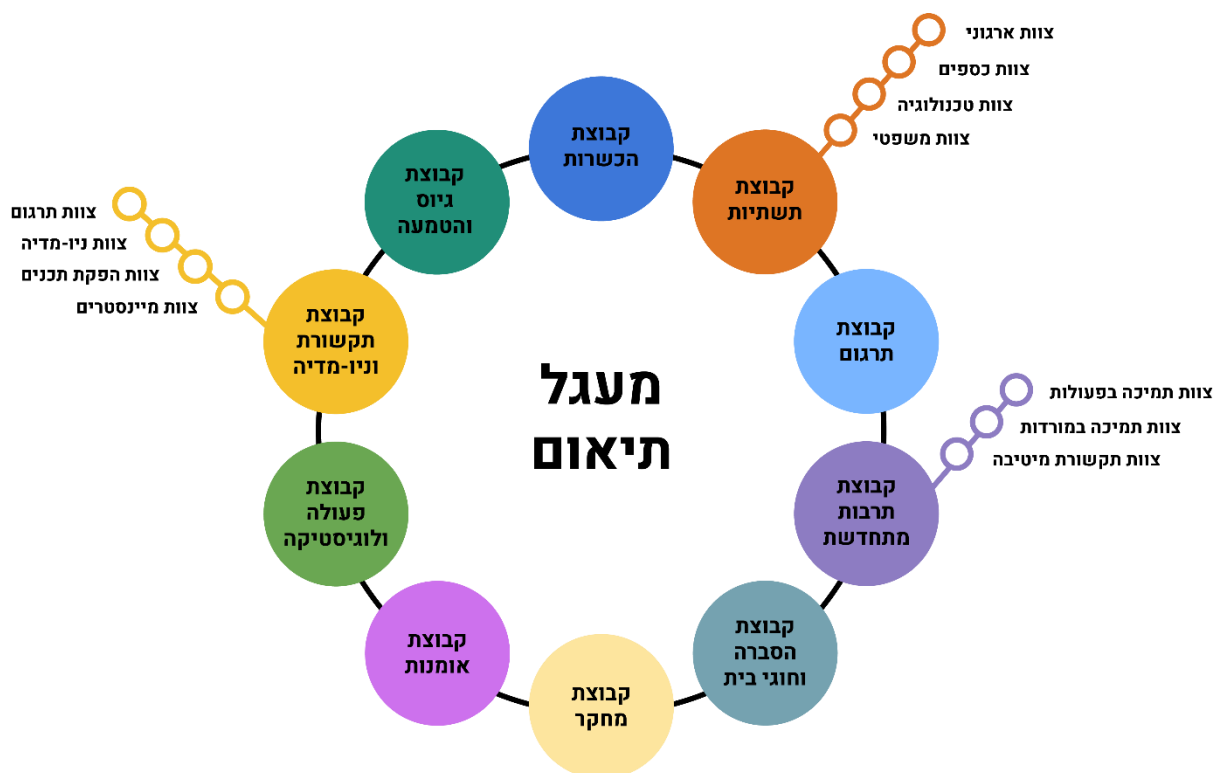 מעגל
תיאום
קבוצת
הכשרות
קבוצת
תשתיות
צוות ארגוני
צוות כספים
צוות טכנולוגיה
צוות משפטי
קבוצת
תרגום
קבוצת
תרבות
מתחדשת
צוות תמיכה בפעולות
צוות תמיכה במורדות
צוות תקשורת מיטיבה
קבוצת
הסברה
וחוגי בית
קבוצת
מחקר
קבוצת
אומנות
קבוצת
פעולה
ולוגיסטיקה
קבוצת
תקשורת
וניו-מדיה
צוות תרגום
צוות ניו-מדיה
צוות הפקת תכנים
צוות מיינסטרים
קבוצת
גיוס
והטמעה